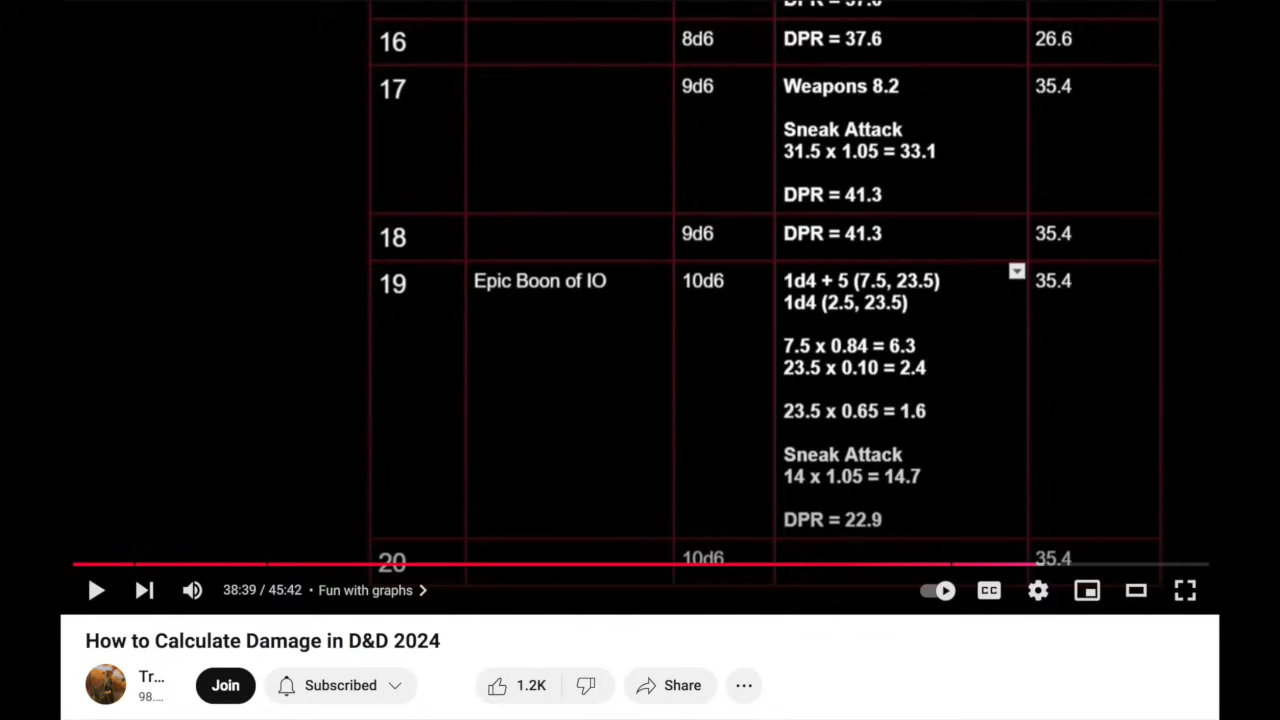 DPR = 37.6
16 8d6 DPR = 37.6 26.6
17 9d6 Weapons 8.2 35.4
Sneak Attack
31.5 x 1.05 = 33.1
DPR = 41.3
18 9d6 DPR = 41.3 35.4
19 Epic Boon of IO 10d6 1d4 + 5 (7.5, 23.5) 35.4
1d4 (2.5, 23.5)
7.5 x 0.84 = 6.3
23.5 x 0.10 = 2.4
23.5 x 0.65 = 1.6
Sneak Attack
14 x 1.05 = 14.7
DPR = 22.9
20 10d6 35.4
38:39 / 45:42 • Fun with graphs
CC
How to Calculate Damage in D&D 2024
Tr...
98....
Join
Subscribed
1.2K
Share